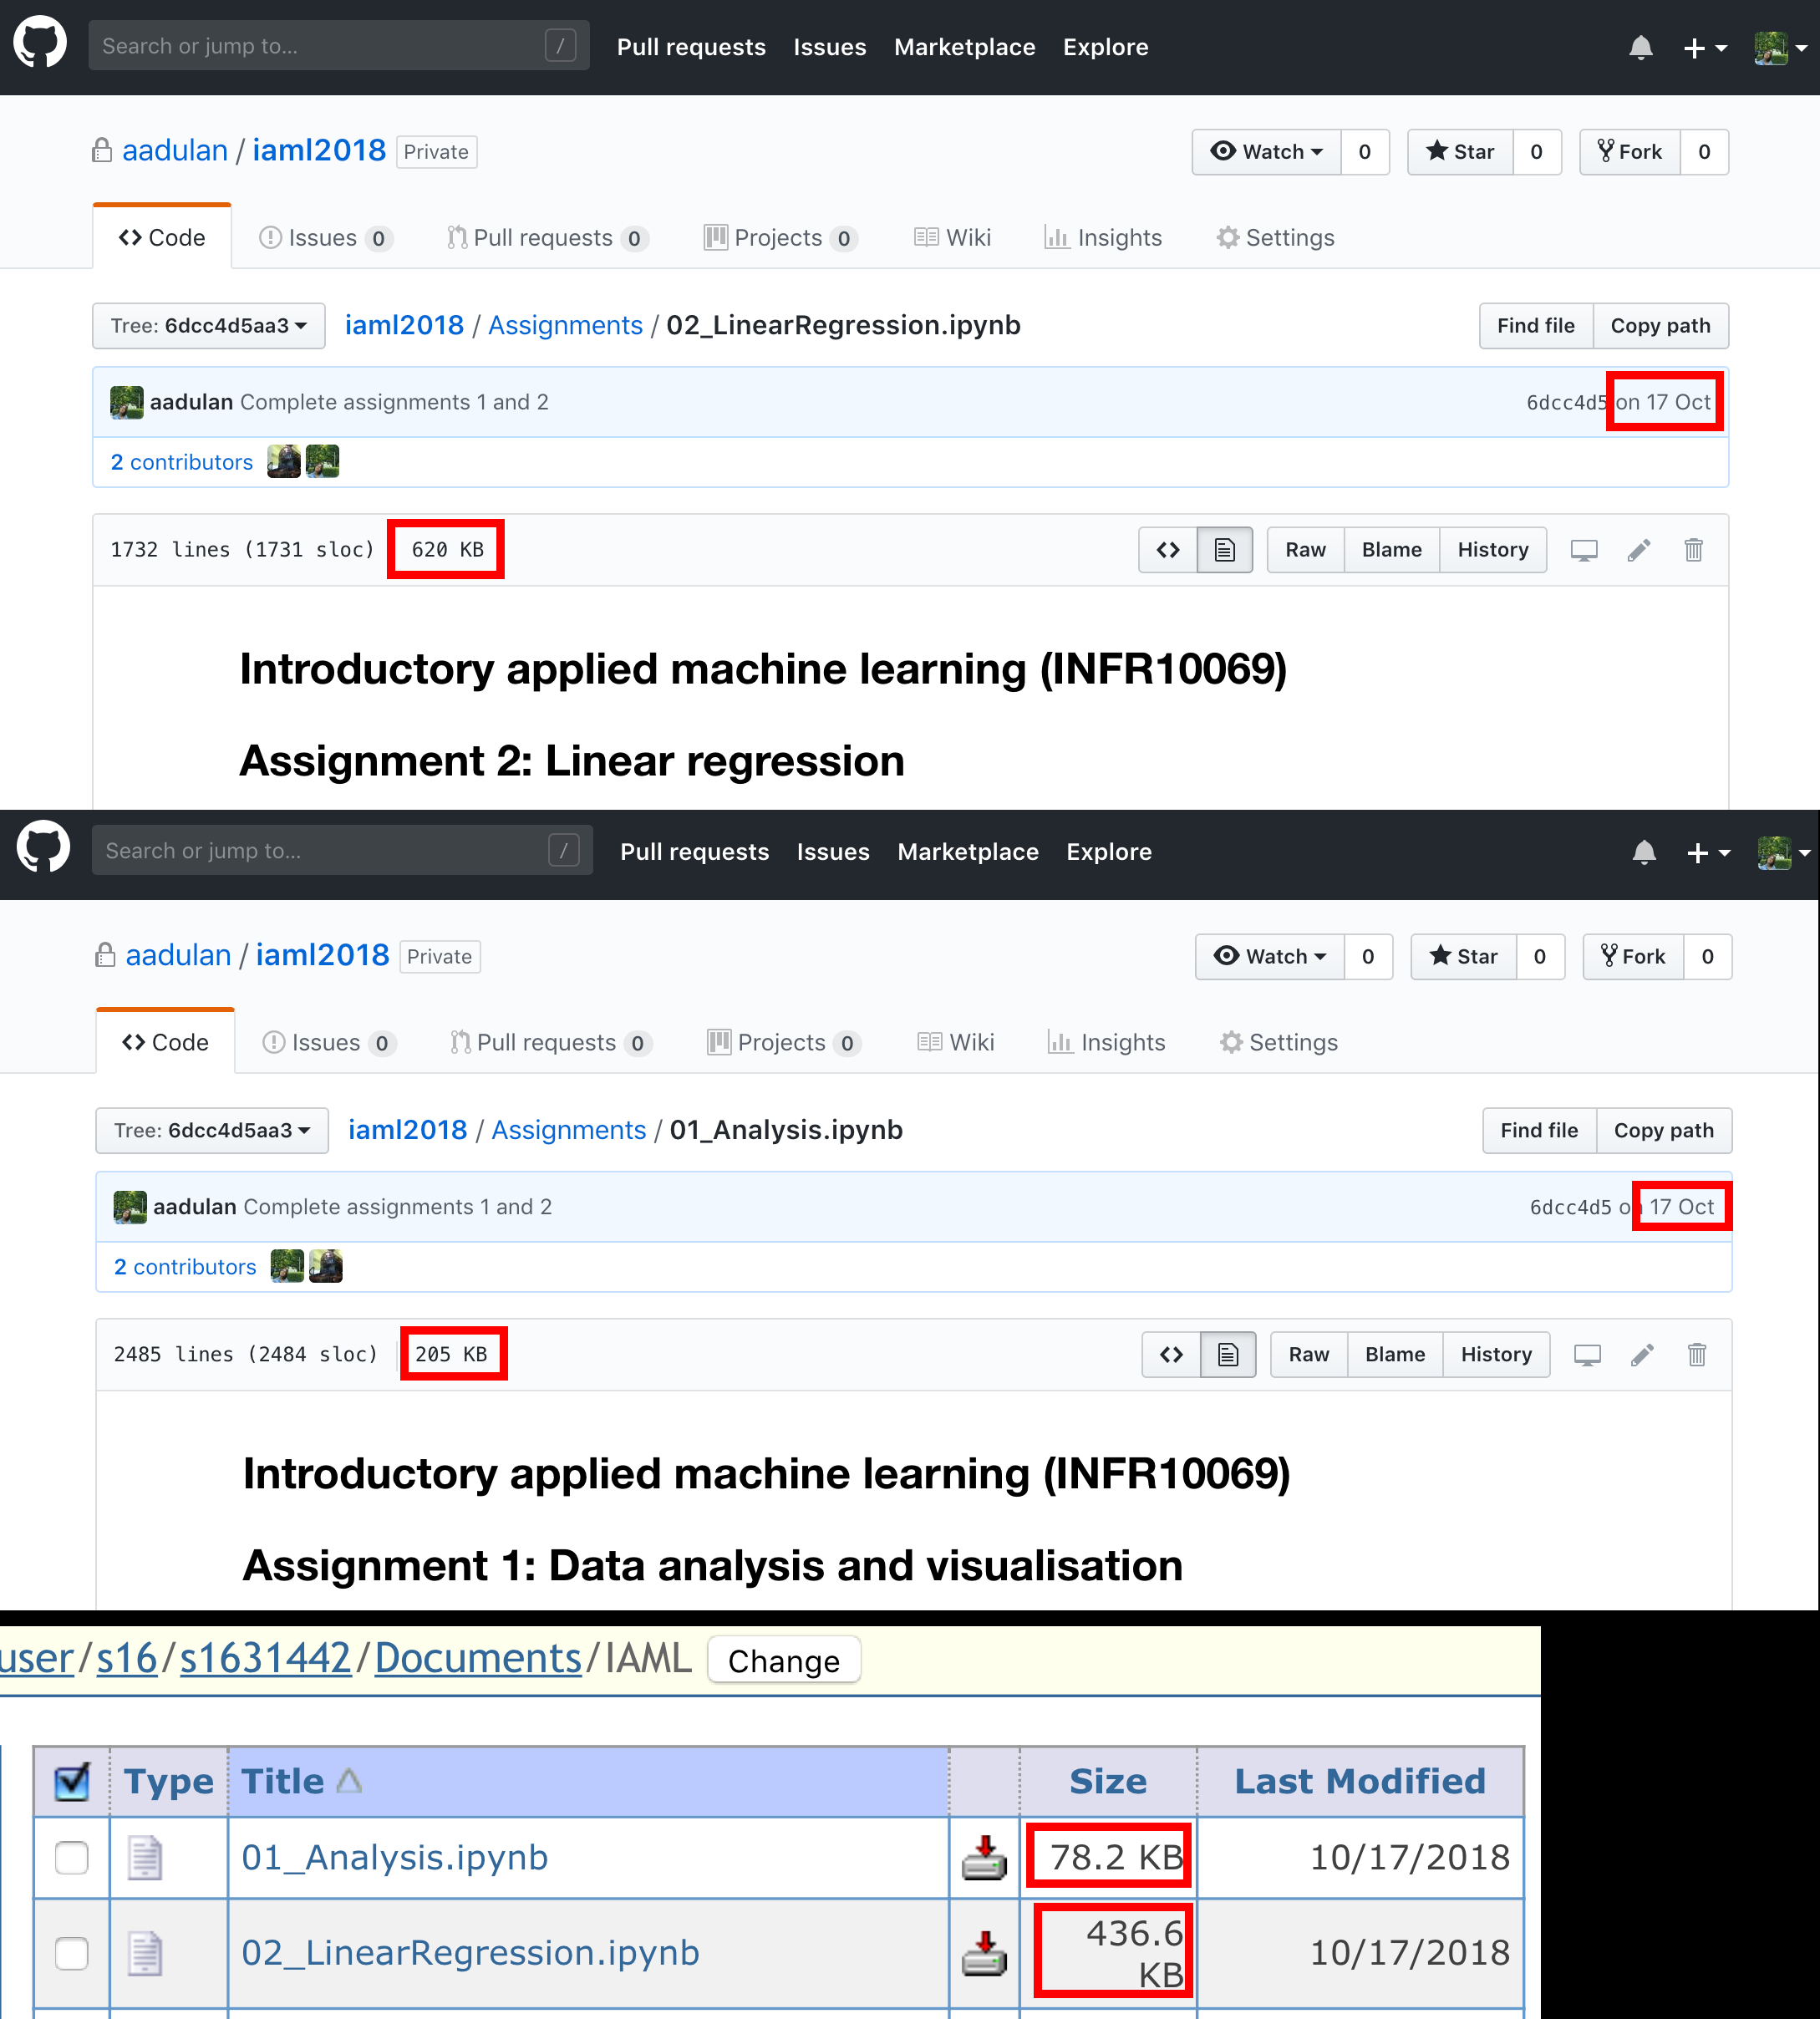 Search or jump to... / Pull requests Issues Marketplace Explore
aadulan / iaml2018 Private Watch 0 Star 0 Fork 0
Code Issues 0 Pull requests 0 Projects 0 Wiki Insights Settings
Tree: 6dcc4d5aa3 iaml2018 / Assignments / 02_LinearRegression.ipynb Find file Copy path
aadulan Complete assignments 1 and 2 6dcc4d5 on 17 Oct
2 contributors
1732 lines (1731 sloc) 620 KB Raw Blame History
Introductory applied machine learning (INFR10069)
Assignment 2: Linear regression
Search or jump to... / Pull requests Issues Marketplace Explore
aadulan / iaml2018 Private Watch 0 Star 0 Fork 0
Code Issues 0 Pull requests 0 Projects 0 Wiki Insights Settings
Tree: 6dcc4d5aa3 iaml2018 / Assignments / 01_Analysis.ipynb Find file Copy path
aadulan Complete assignments 1 and 2 6dcc4d5 on 17 Oct
2 contributors
2485 lines (2484 sloc) 205 KB Raw Blame History
Introductory applied machine learning (INFR10069)
Assignment 1: Data analysis and visualisation
user/s16/s1631442/Documents/IAML Change
Type Title Size Last Modified
01_Analysis.ipynb 78.2 KB 10/17/2018
02_LinearRegression.ipynb 436.6 KB 10/17/2018